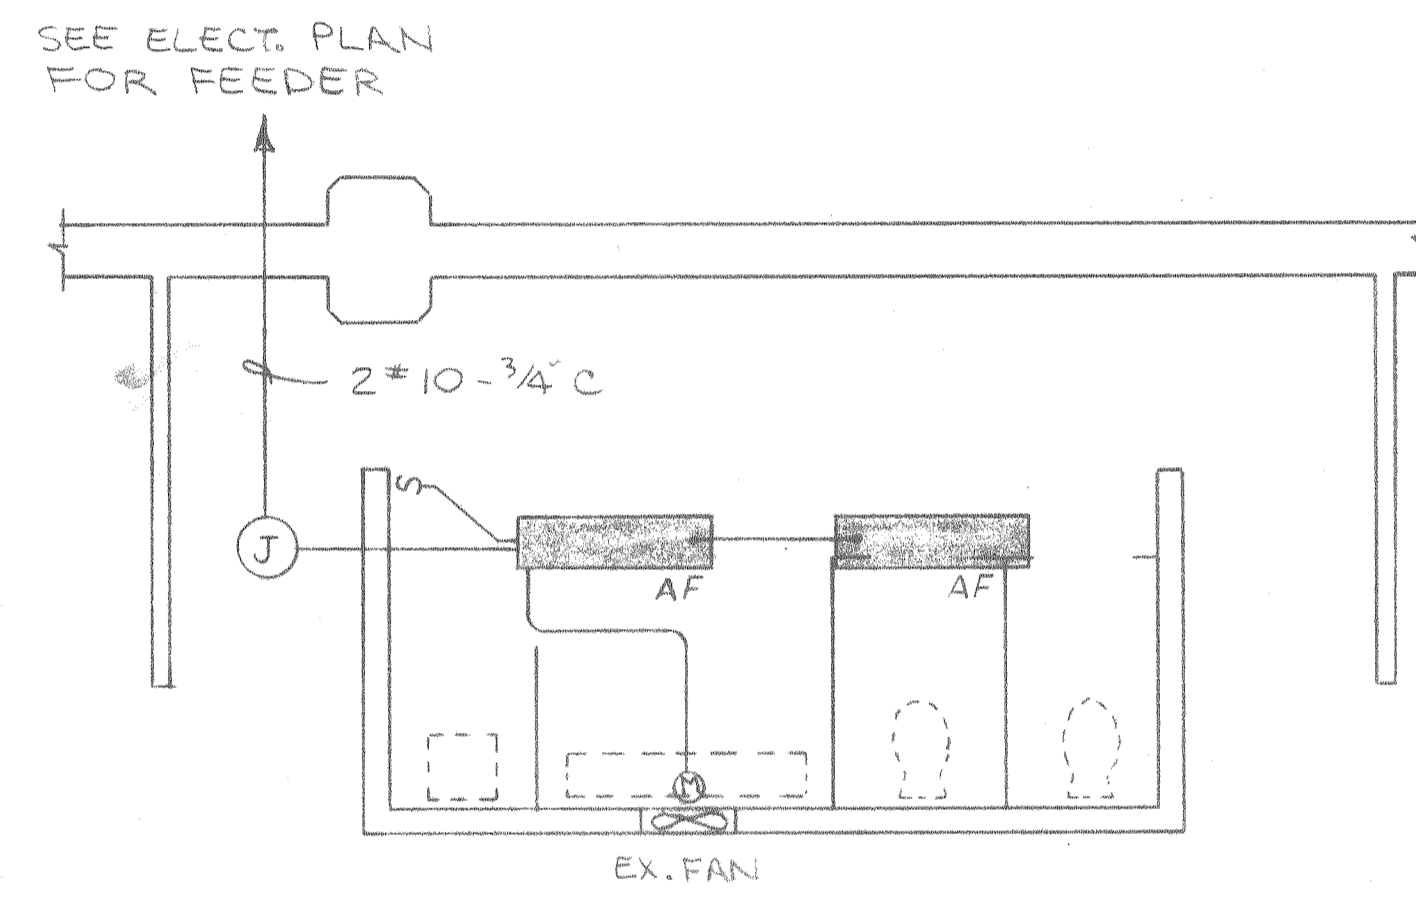 SEE ELECT. PLAN
FOR FEEDER
2 # 10 - 3/4" C
S
J
AF
AF
M
EX. FAN